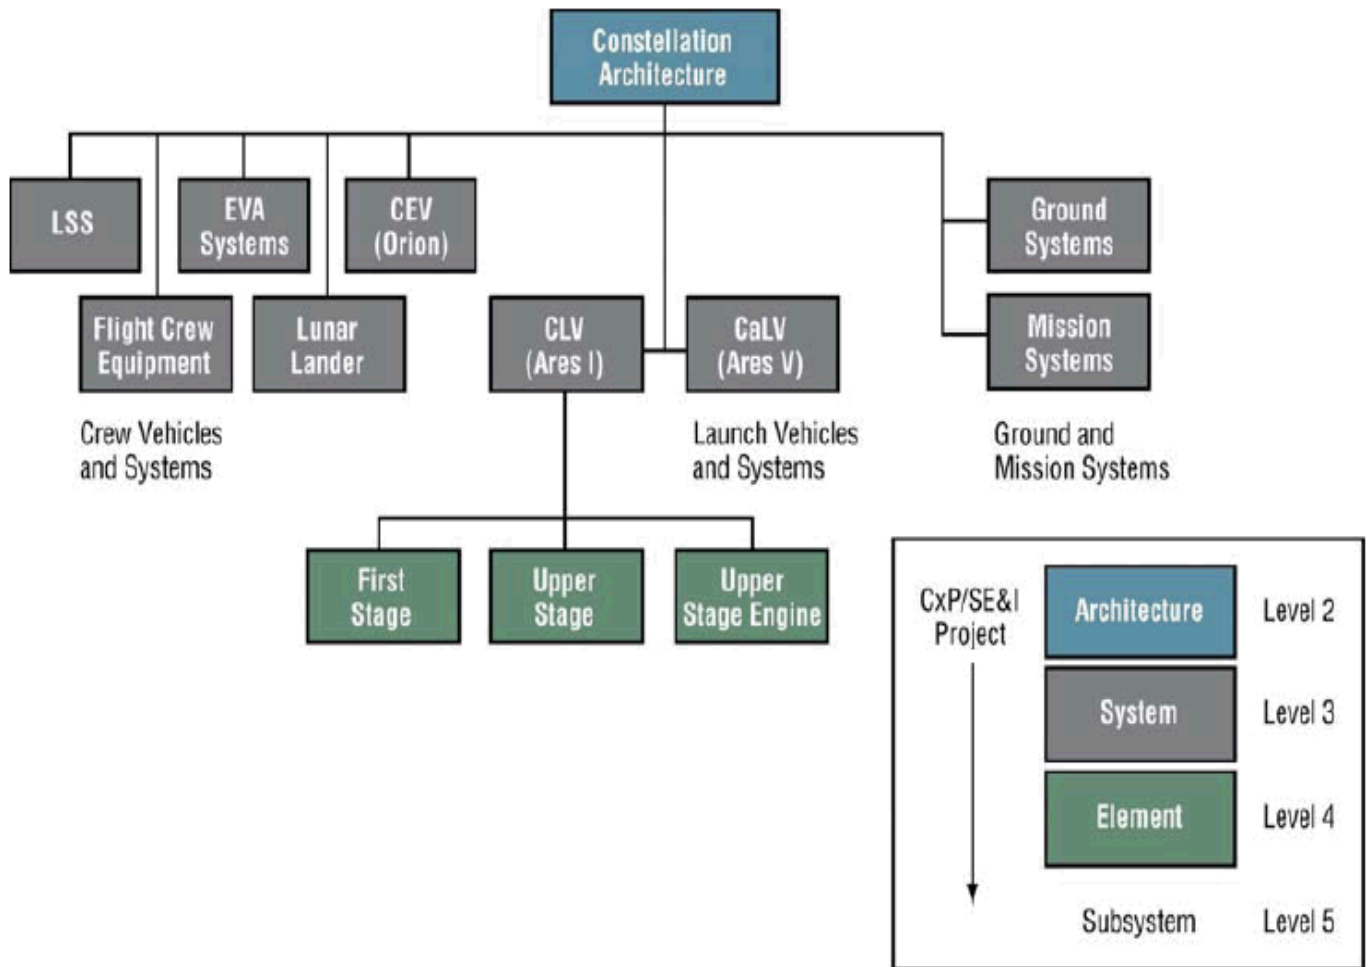 Constellation
Architecture
LSS
EVA
Systems
CEV
(Orion)
Ground
Systems
Flight Crew
Equipment
Lunar
Lander
CLV
(Ares I)
CaLV
(Ares V)
Mission
Systems
Crew Vehicles
and Systems
Launch Vehicles
and Systems
Ground and
Mission Systems
First
Stage
Upper
Stage
Upper
Stage Engine
CxP/SE&I
Project
Architecture
Level 2
System
Level 3
Element
Level 4
Subsystem
Level 5